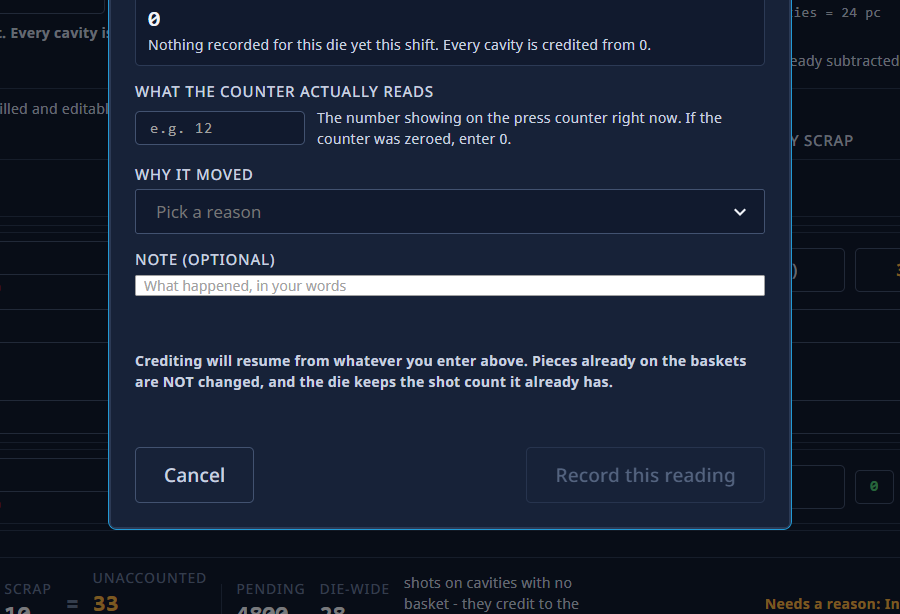 0
ies = 24 pc
t. Every cavity is
Nothing recorded for this die yet this shift. Every cavity is credited from 0.
eady subtracted
WHAT THE COUNTER ACTUALLY READS
illed and editabl
e.g. 12
The number showing on the press counter right now. If the
counter was zeroed, enter 0.
Y SCRAP
WHY IT MOVED
Pick a reason
NOTE (OPTIONAL)
What happened, in your words
Crediting will resume from whatever you enter above. Pieces already on the baskets
are NOT changed, and the die keeps the shot count it already has.
Cancel
Record this reading
0
SCRAP
=
UNACCOUNTED
33
PENDING
4800
DIE-WIDE
28
shots on cavities with no
basket - they credit to the
Needs a reason: In